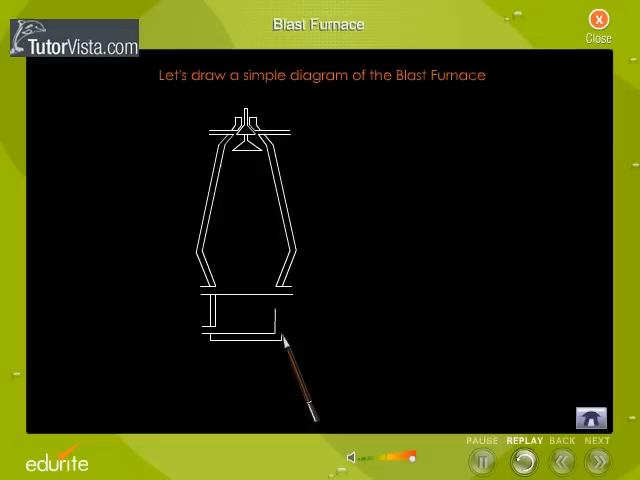 Blast Furnace
Close
TutorVista.com
Let's draw a simple diagram of the Blast Furnace
PAUSE REPLAY BACK NEXT
edurite